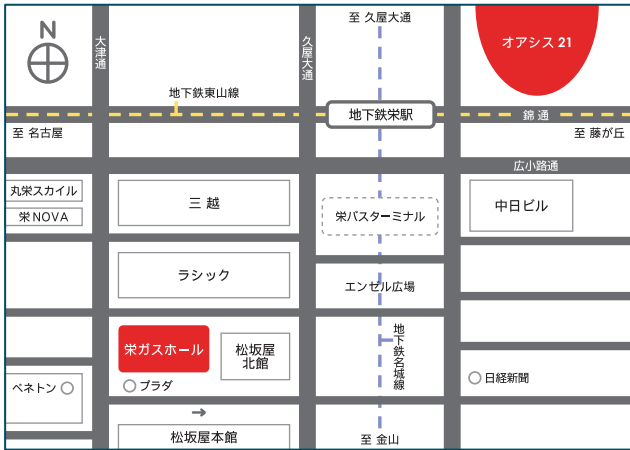 N
至 久屋大通
オアシス 21
大津通
久屋大通
地下鉄東山線
地下鉄栄駅
錦 通
至 名古屋
至 藤が丘
広小路通
丸栄スカイル
栄NOVA
三 越
栄バスターミナル
中日ビル
ラシック
エンゼル広場
栄ガスホール
松坂屋
北館
地下鉄名城線
ベネトン
プラダ
日経新聞
→
松坂屋本館
至 金山